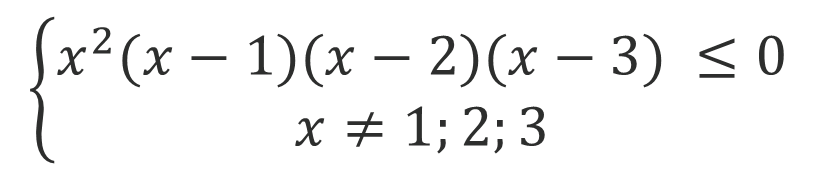 x²(x − 1)(x − 2)(x − 3) ≤ 0
x ≠ 1; 2; 3